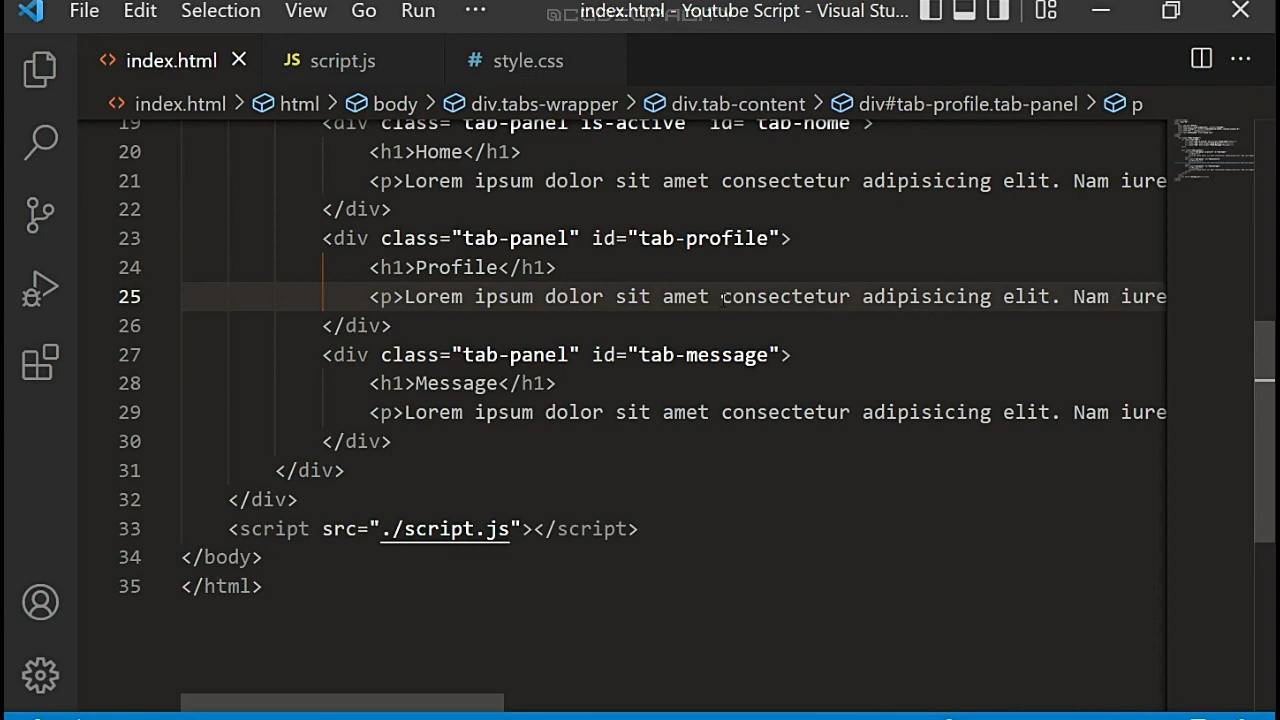 File Edit Selection View Go Run ··· index.html - Youtube Script - Visual Stu...
index.html JS script.js # style.css
index.html > html > body > div.tabs-wrapper > div.tab-content > div#tab-profile.tab-panel > p
19 <div class="tab-panel is-active" id="tab-home">
20 <h1>Home</h1>
21 <p>Lorem ipsum dolor sit amet consectetur adipisicing elit. Nam iure
22 </div>
23 <div class="tab-panel" id="tab-profile">
24 <h1>Profile</h1>
25 <p>Lorem ipsum dolor sit amet consectetur adipisicing elit. Nam iure
26 </div>
27 <div class="tab-panel" id="tab-message">
28 <h1>Message</h1>
29 <p>Lorem ipsum dolor sit amet consectetur adipisicing elit. Nam iure
30 </div>
31 </div>
32 </div>
33 <script src="./script.js"></script>
34 </body>
35 </html>